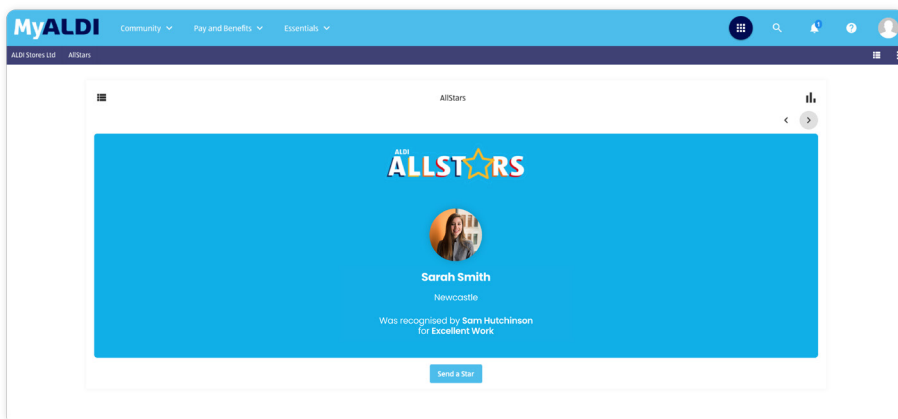 MyALDI
Community
Pay and Benefits
Essentials
1
?
ALDI Stores Ltd
AllStars
AllStars
ALDI
ALLSTARS
Sarah Smith
Newcastle
Was recognised by Sam Hutchinson
for Excellent Work
Send a Star